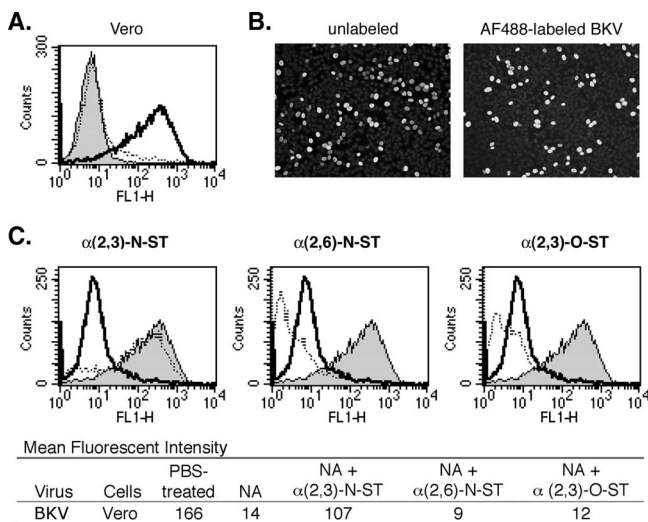 A.
Vero
300
Counts
0
10^0 10^1 10^2 10^3 10^4
FL1-H
B.
unlabeled
AF488-labeled BKV
C.
α(2,3)-N-ST
250
Counts
0
10^0 10^1 10^2 10^3 10^4
FL1-H
α(2,6)-N-ST
250
Counts
0
10^0 10^1 10^2 10^3 10^4
FL1-H
α(2,3)-O-ST
250
Counts
0
10^0 10^1 10^2 10^3 10^4
FL1-H
Mean Fluorescent Intensity
PBS- NA + NA + NA +
Virus Cells treated NA α(2,3)-N-ST α(2,6)-N-ST α (2,3)-O-ST
BKV Vero 166 14 107 9 12